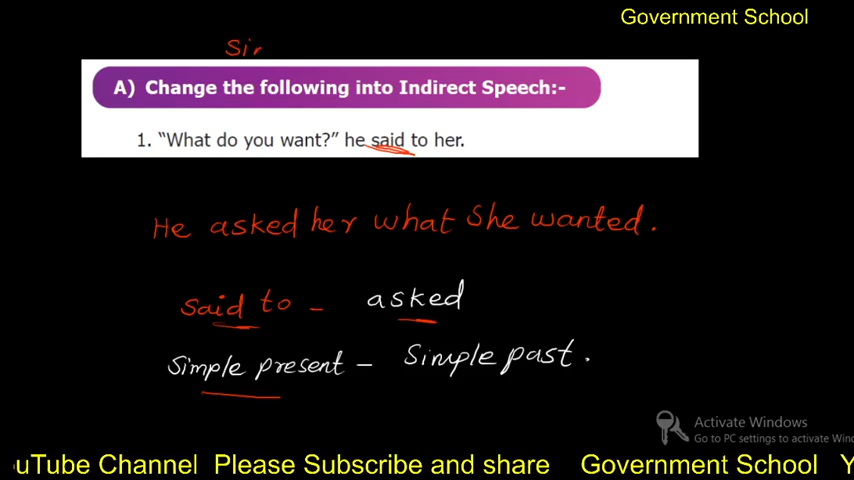 Government School
Sir
A) Change the following into Indirect Speech:-
1. “What do you want?” he said to her.
He asked her what she wanted.
said to - asked
Simple present - Simple past.
Activate Windows
Go to PC settings to activate Win
uTube Channel Please Subscribe and share Government School Y